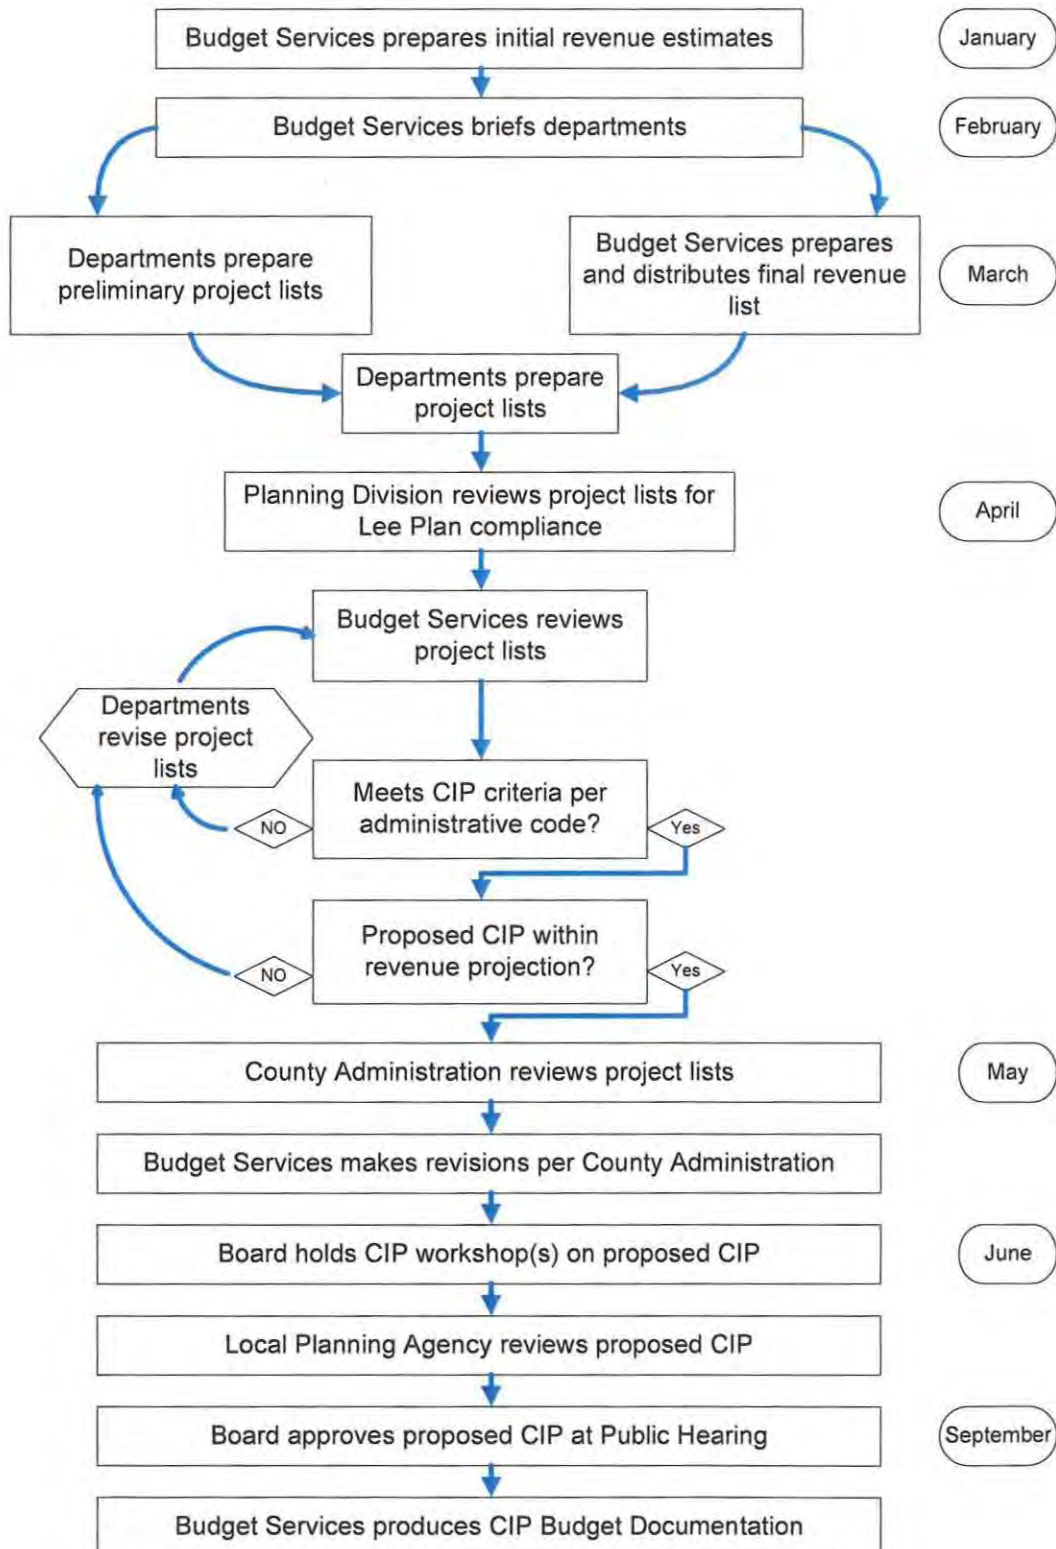 Budget Services prepares initial revenue estimates
January
Budget Services briefs departments
February
Departments prepare
preliminary project lists
Budget Services prepares
and distributes final revenue
list
March
Departments prepare
project lists
Planning Division reviews project lists for
Lee Plan compliance
April
Budget Services reviews
project lists
Departments
revise project
lists
Meets CIP criteria per
administrative code?
NO
Yes
Proposed CIP within
revenue projection?
NO
Yes
County Administration reviews project lists
May
Budget Services makes revisions per County Administration
Board holds CIP workshop(s) on proposed CIP
June
Local Planning Agency reviews proposed CIP
Board approves proposed CIP at Public Hearing
September
Budget Services produces CIP Budget Documentation